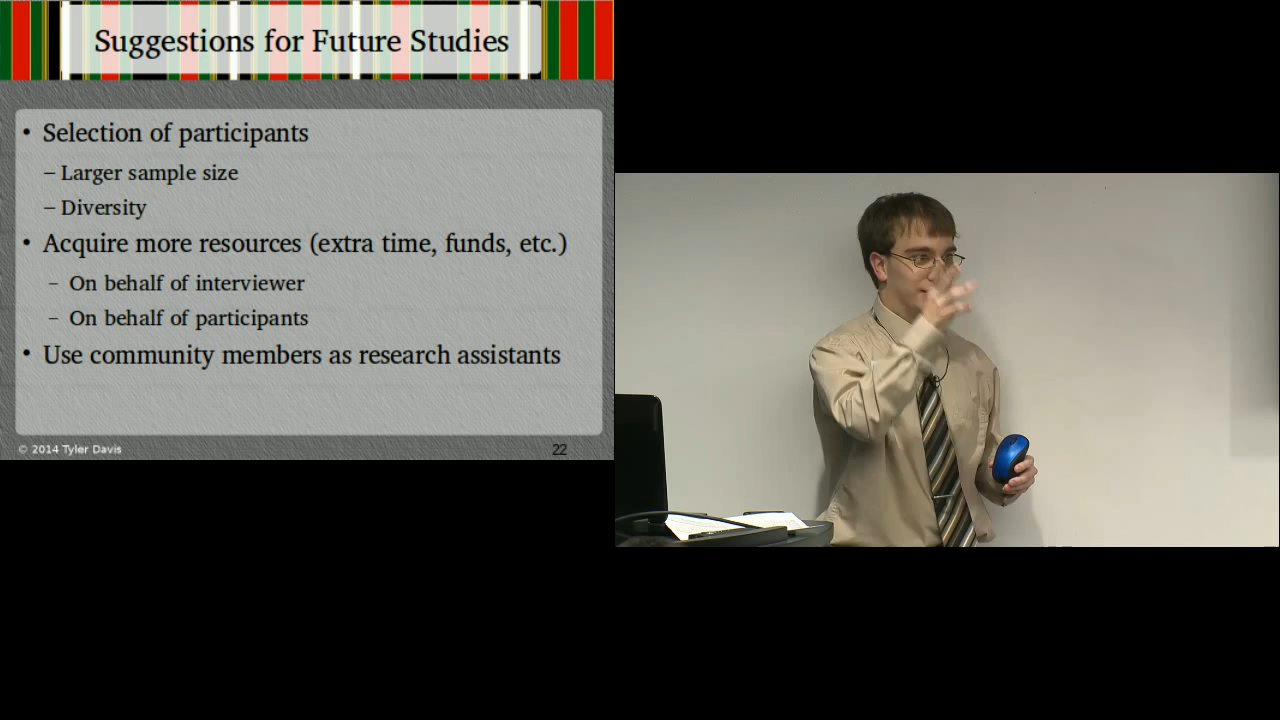 Suggestions for Future Studies
• Selection of participants
– Larger sample size
– Diversity
• Acquire more resources (extra time, funds, etc.)
– On behalf of interviewer
– On behalf of participants
• Use community members as research assistants
© 2014 Tyler Davis
22